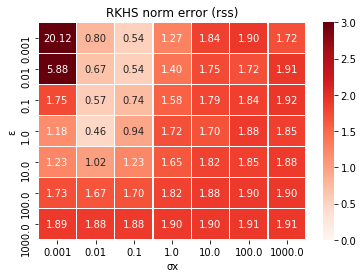 RKHS norm error (rss)
0.001 20.12 0.80 0.54 1.27 1.84 1.90 1.72
0.01 5.88 0.67 0.54 1.40 1.75 1.72 1.91
0.1 1.75 0.57 0.74 1.58 1.79 1.84 1.92
1.0 1.18 0.46 0.94 1.72 1.70 1.88 1.85
10.0 1.23 1.02 1.23 1.65 1.82 1.85 1.88
100.0 1.73 1.67 1.70 1.82 1.88 1.90 1.90
1000.0 1.89 1.88 1.88 1.90 1.90 1.91 1.91
ε
0.001 0.01 0.1 1.0 10.0 100.0 1000.0
σx
3.0
2.5
2.0
1.5
1.0
0.5
0.0